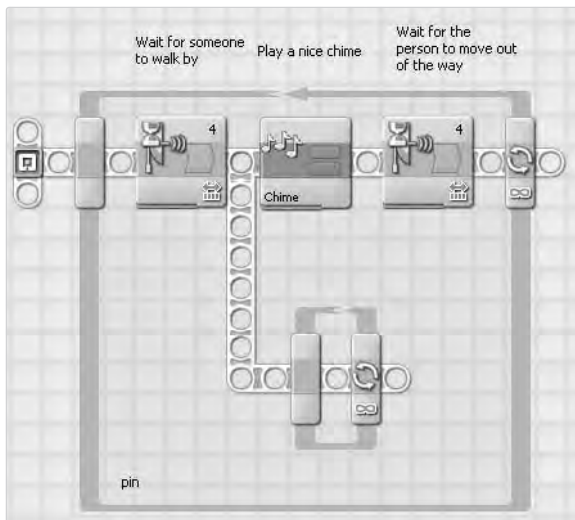 Wait for someone
to walk by
Play a nice chime
Wait for the
person to move out
of the way
4
4
Chime
pin